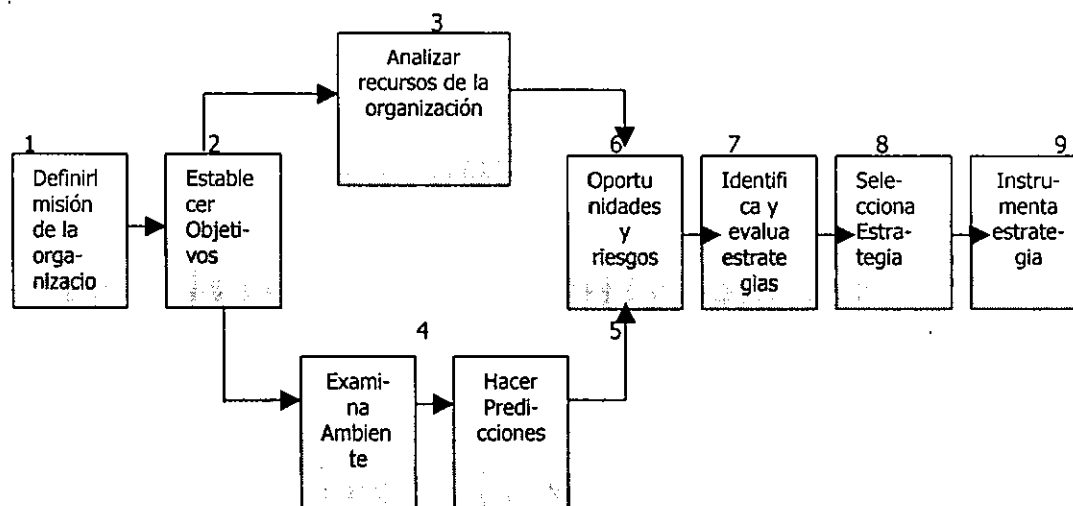 3
Analizar
recursos de la
organización
1
Definirl
misión
de la
orga-
nizacio
2
Estable
cer
Objeti-
vos
6
Oportu
nidades
y
riesgos
7
Identifi
ca y
evalua
estrate
gias
8
Sele-
cciona
Estra-
tegia
9
Instru-
menta
estrate-
gia
4
Exami-
na
Ambien
te
5
Hacer
Predi-
cciones